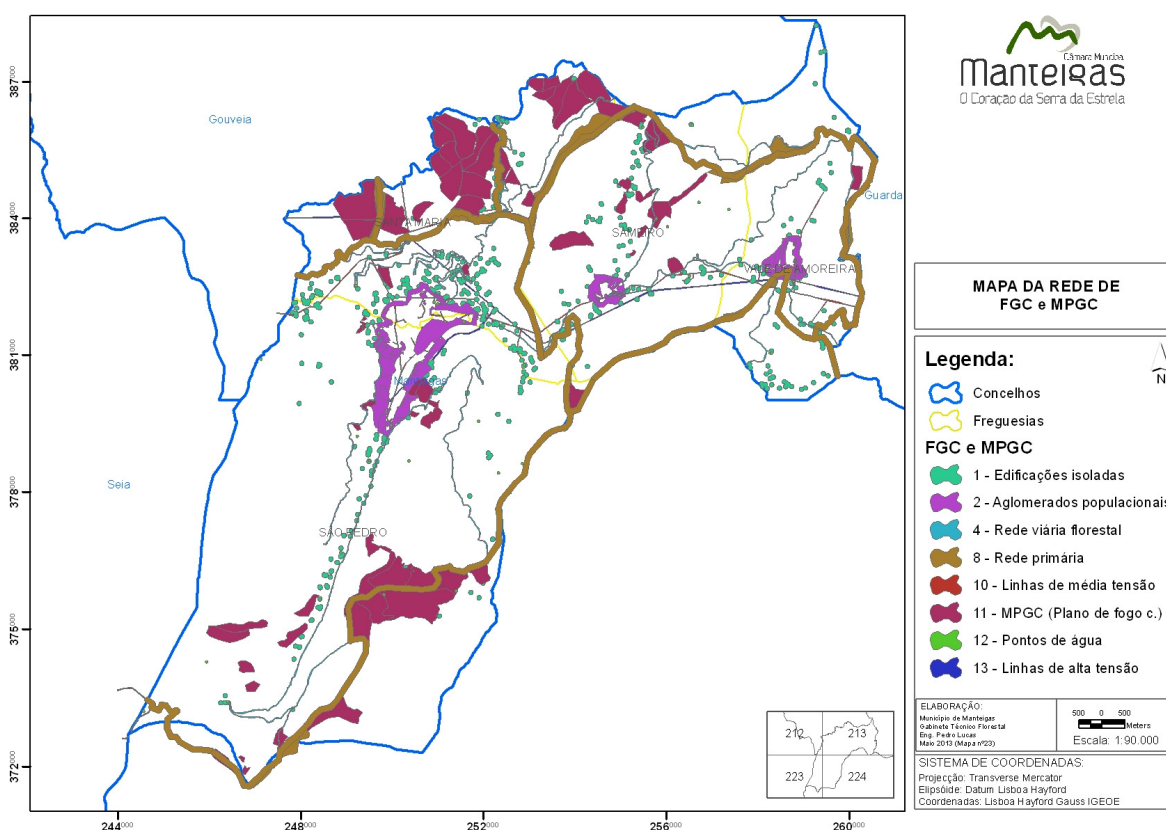 Câmara Municipal
Manteigas
O Coração da Serra da Estrela
387000
384000
381000
378000
375000
372000
Gouveia
Guarda
SANTA MARIA
SAMEIRO
VALE DE AMOREIRA
Manteigas
Seia
SÃO PEDRO
212
213
223
224
244000
248000
252000
256000
260000
MAPA DA REDE DE
FGC e MPGC
Legenda:
N
Concelhos
Freguesias
FGC e MPGC
1 - Edificações isoladas
2 - Aglomerados populacionais
4 - Rede viária florestal
8 - Rede primária
10 - Linhas de média tensão
11 - MPGC (Plano de fogo c.)
12 - Pontos de água
13 - Linhas de alta tensão
ELABORAÇÃO:
Município de Manteigas
Gabinete Técnico Florestal
Eng. Pedro Lucas
Maio 2013 (Mapa nº23)
500 0 500
Meters
Escala: 1:90.000
SISTEMA DE COORDENADAS:
Projecção: Transverse Mercator
Elipsóide: Datum Lisboa Hayford
Coordenadas: Lisboa Hayford Gauss IGEOE